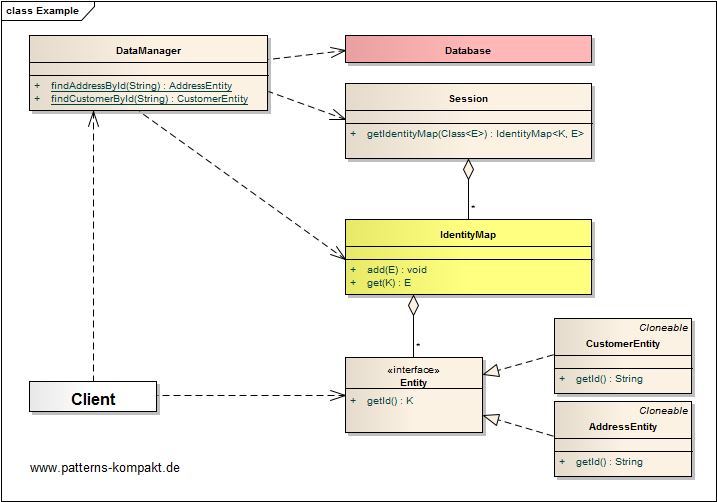 class Example
DataManager
+ findAddressById(String) : AddressEntity
+ findCustomerById(String) : CustomerEntity
Database
Session
+ getIdentityMap(Class<E>) : IdentityMap<K, E>
*
IdentityMap
+ add(E) : void
+ get(K) : E
*
«interface»
Entity
+ getId() : K
Cloneable
CustomerEntity
+ getId() : String
Cloneable
AddressEntity
+ getId() : String
Client
www.patterns-kompakt.de